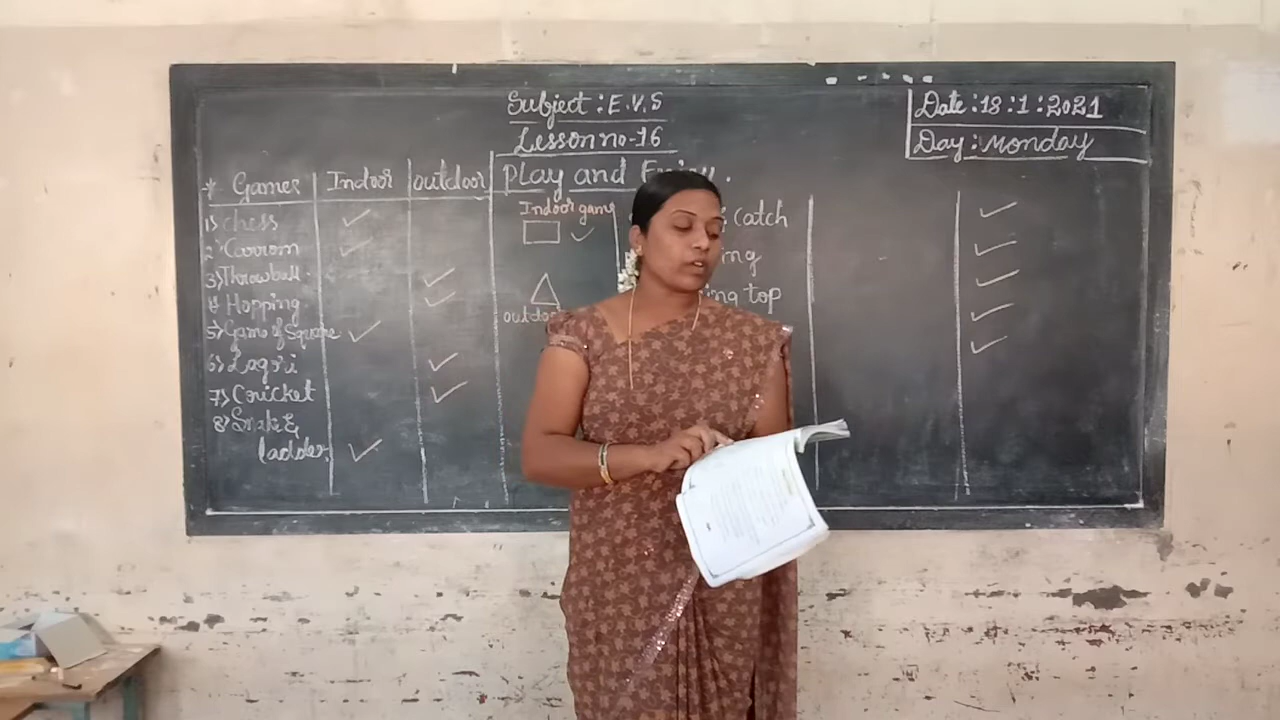 Subject : E.V.S
Lesson no-16
Date : 18 : 1 : 2021
Day : Monday
Play and
* Games Indoor outdoor
1) Chess ✓
2) Carrom ✓
3) Throwball ✓
4) Hopping ✓
5) Game of Square ✓
6) Lagori ✓
7) Cricket ✓
8) Snake &
ladder ✓
Indoor game
✓
catch ✓
✓
top ✓
✓
✓